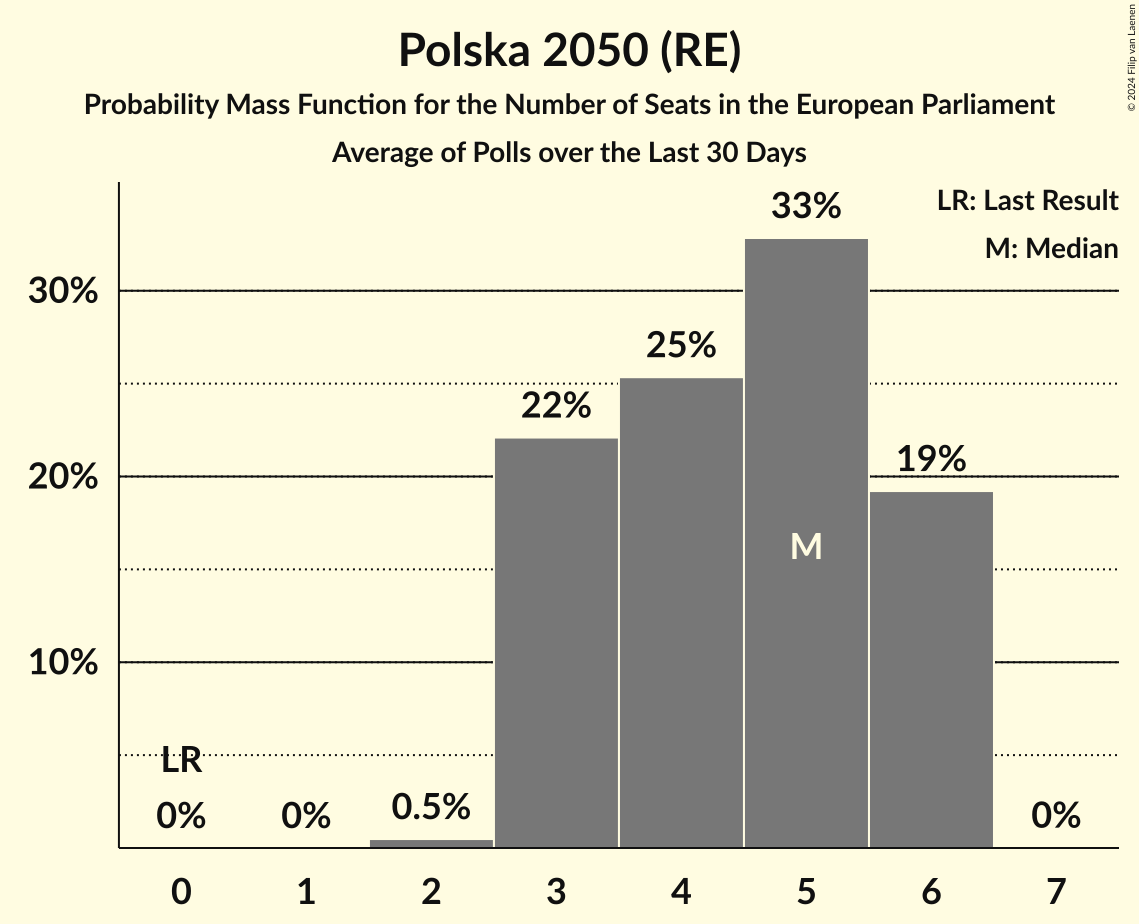 Polska 2050 (RE)
Probability Mass Function for the Number of Seats in the European Parliament
Average of Polls over the Last 30 Days
© 2024 Filip van Laenen
LR: Last Result
M: Median
30%
20%
10%
LR
0%
0%
0.5%
22%
25%
33%
M
19%
0%
0 1 2 3 4 5 6 7